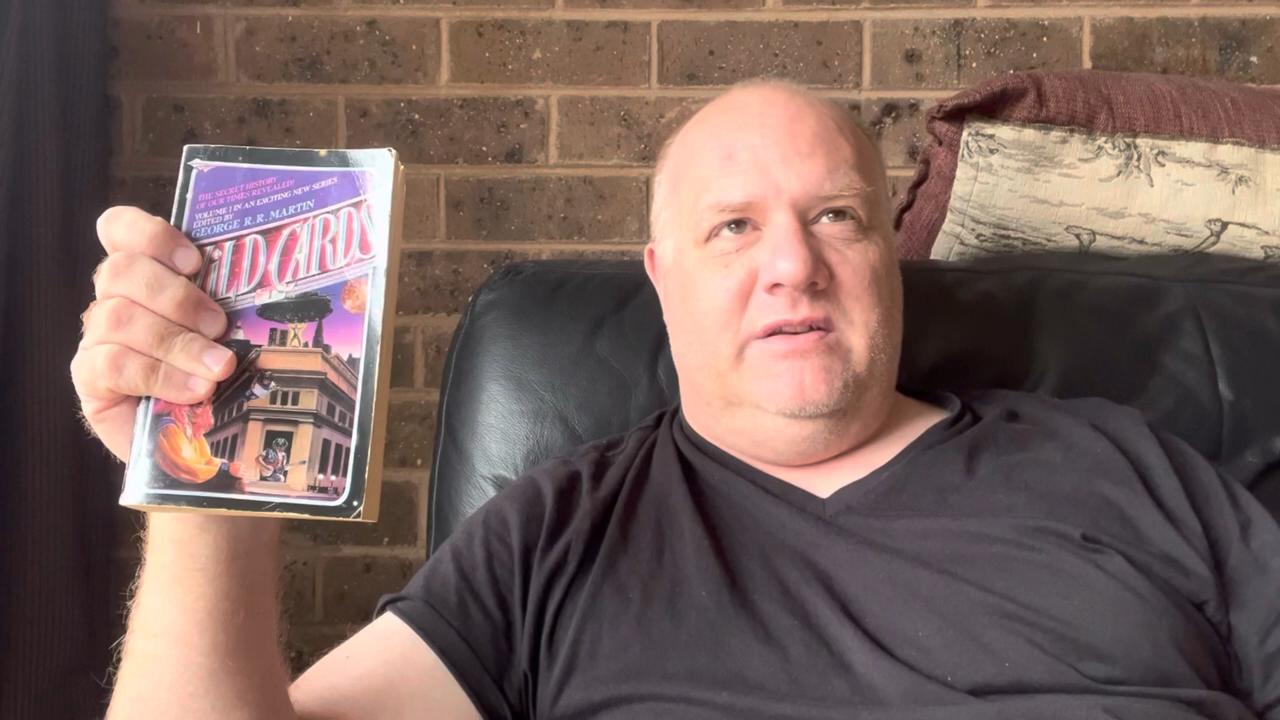 THE SECRET HISTORY
OF OUR TIMES REVEALED!
VOLUME I IN AN EXCITING NEW SERIES
EDITED BY
GEORGE R. R. MARTIN
WILD CARDS